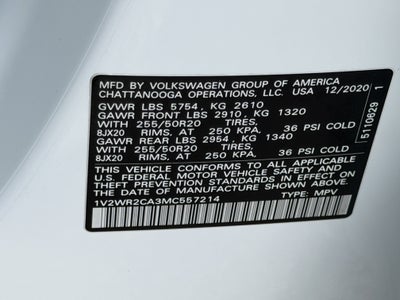 MFD BY VOLKSWAGEN GROUP OF AMERICA
CHATTANOOGA OPERATIONS, LLC. USA 12/2020
GVWR LBS 5754 , KG 2610
GAWR FRONT LBS 2910 , KG 1320
WITH 255/50R20 TIRES,
8JX20 RIMS, AT 250 KPA. 36 PSI COLD
GAWR REAR LBS 2954 , KG 1340
WITH 255/50R20 TIRES,
8JX20 RIMS, AT 250 KPA. 36 PSI COLD
THIS VEHICLE CONFORMS TO ALL APPLICABLE
U.S. FEDERAL MOTOR VEHICLE SAFETY
STANDARDS IN EFFECT ON
THE DATE OF MANUFACTURE SHOWN ABOVE
1V2WR2CA3MC557214 TYPE: MPV
5110629 1